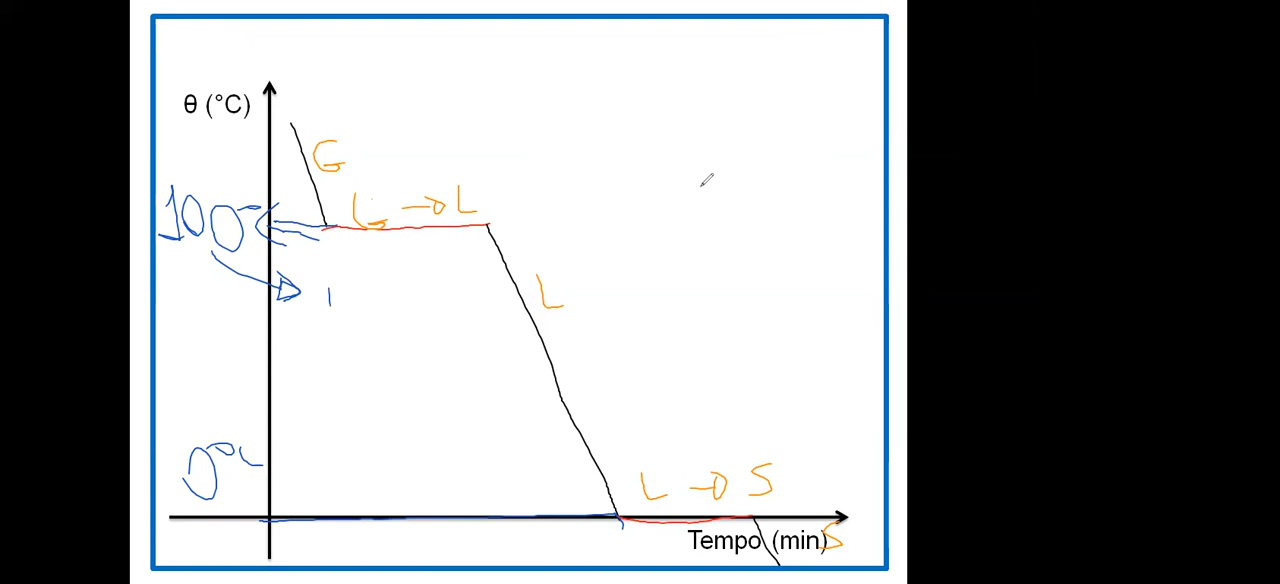 θ (°C)
G
100°C
G → L
L
0°C
L → S
Tempo (min)
S